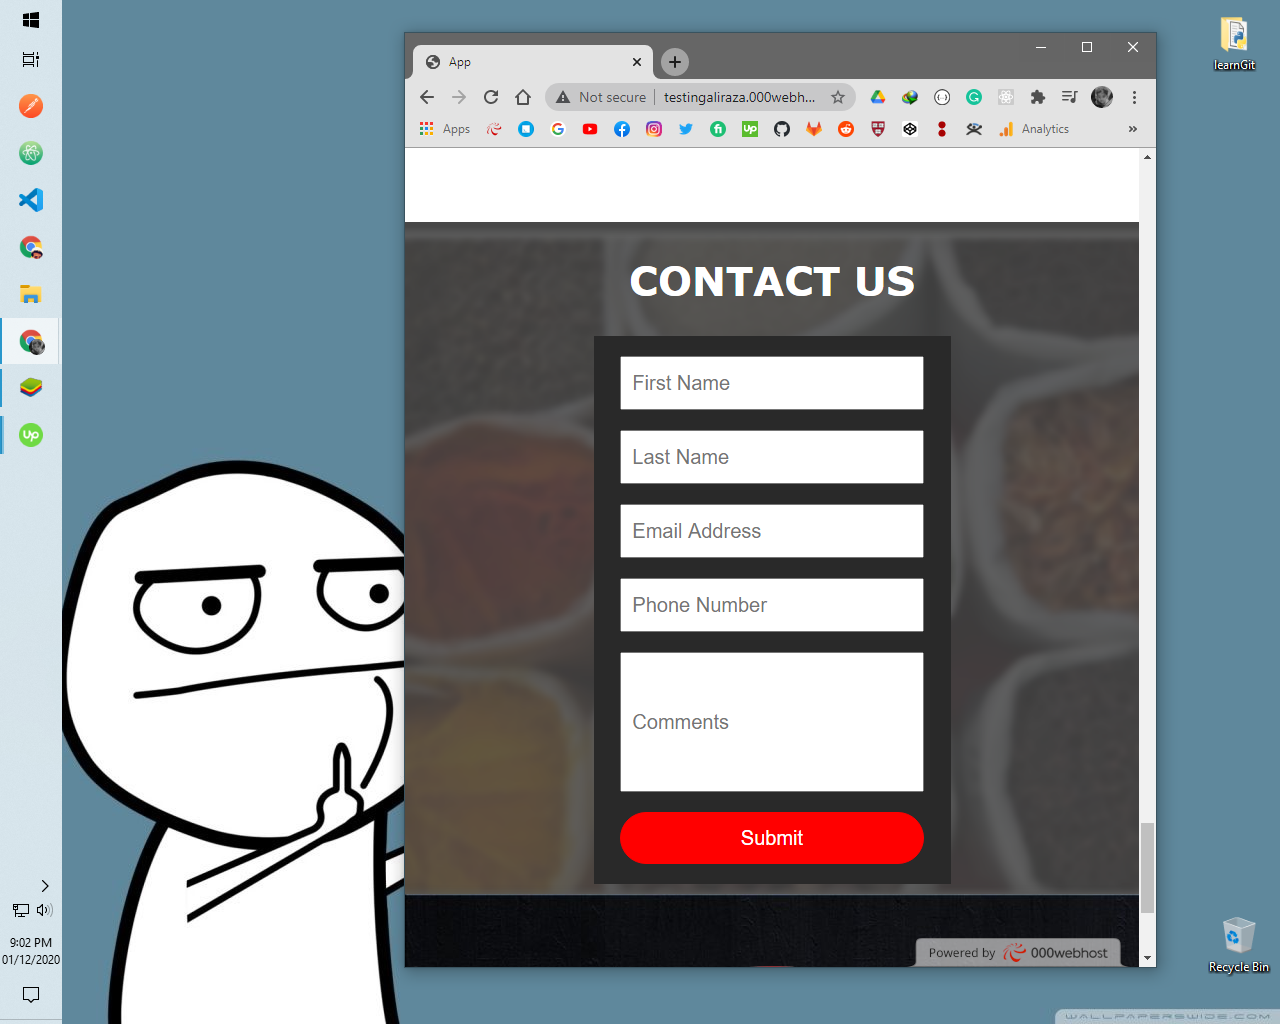 learnGit
App
Not secure
testingaliraza.000webh...
Apps
Analytics
CONTACT US
First Name
Last Name
Email Address
Phone Number
Comments
Submit
Powered by 000webhost
up
9:02 PM
01/12/2020
Recycle Bin
WALLPAPERSWIDE.COM